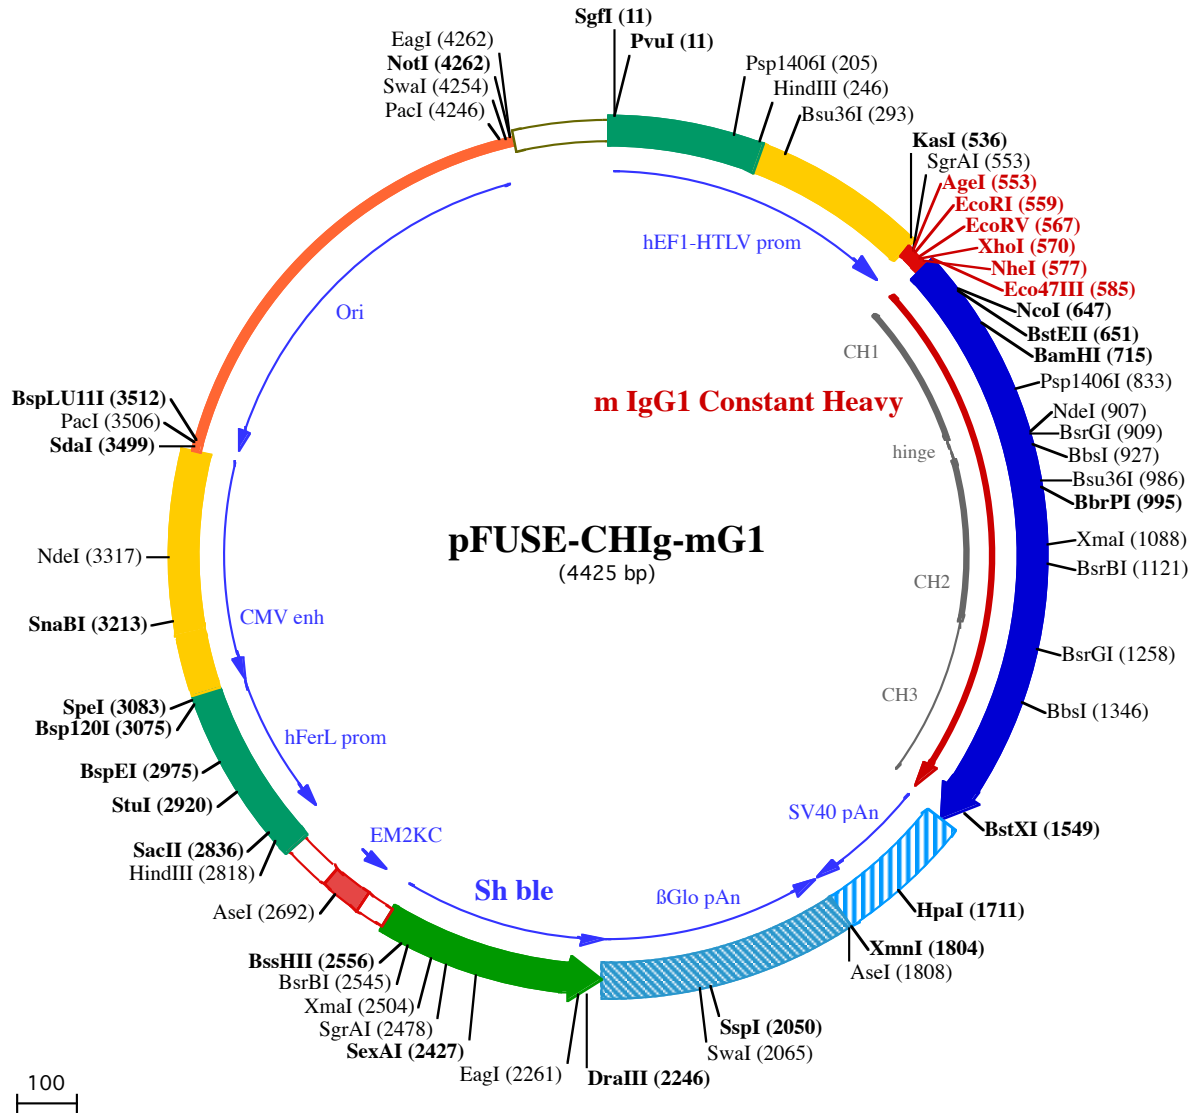 SgfI (11)
PvuI (11)
EagI (4262)
NotI (4262)
SwaI (4254)
PacI (4246)
Psp1406I (205)
HindIII (246)
Bsu36I (293)
KasI (536)
SgrAI (553)
AgeI (553)
EcoRI (559)
EcoRV (567)
XhoI (570)
NheI (577)
Eco47III (585)
NcoI (647)
BstEII (651)
BamHI (715)
Psp1406I (833)
NdeI (907)
BsrGI (909)
BbsI (927)
Bsu36I (986)
BbrPI (995)
XmaI (1088)
BsrBI (1121)
BsrGI (1258)
BbsI (1346)
BstXI (1549)
HpaI (1711)
XmnI (1804)
AseI (1808)
SspI (2050)
SwaI (2065)
DraIII (2246)
EagI (2261)
SexAI (2427)
SgrAI (2478)
XmaI (2504)
BsrBI (2545)
BssHII (2556)
AseI (2692)
HindIII (2818)
SacII (2836)
StuI (2920)
BspEI (2975)
Bsp120I (3075)
SpeI (3083)
SnaBI (3213)
NdeI (3317)
SdaI (3499)
PacI (3506)
BspLU11I (3512)
hEF1-HTLV prom
Ori
CH1
m IgG1 Constant Heavy
hinge
pFUSE-CHIg-mG1
(4425 bp)
CH2
CMV enh
CH3
hFerL prom
SV40 pAn
EM2KC
Sh ble
ßGlo pAn
100